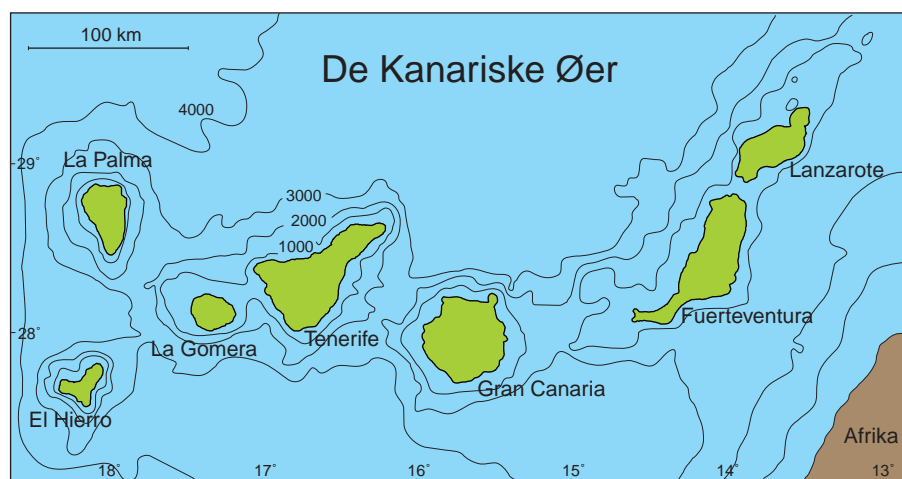 100 km
De Kanariske Øer
4000
La Palma
29°
Lanzarote
3000
2000
1000
Fuerteventura
28°
La Gomera
Tenerife
Gran Canaria
El Hierro
Afrika
18°
17°
16°
15°
14°
13°